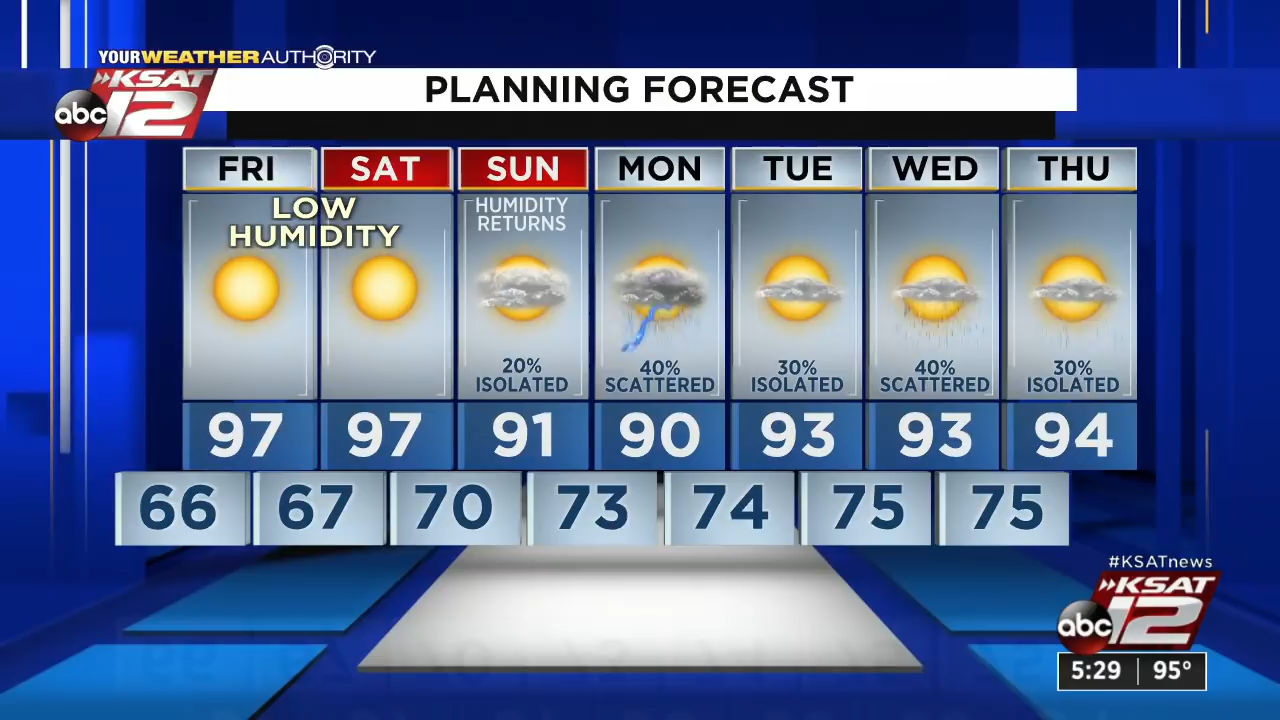 YOURWEATHERAUTHORITY
KSAT
abc 12
PLANNING FORECAST
FRI SAT SUN MON TUE WED THU
LOW
HUMIDITY
HUMIDITY
RETURNS
20%
ISOLATED
40%
SCATTERED
30%
ISOLATED
40%
SCATTERED
30%
ISOLATED
97 97 91 90 93 93 94
66 67 70 73 74 75 75
#KSATnews
KSAT
abc 12
5:29 95°